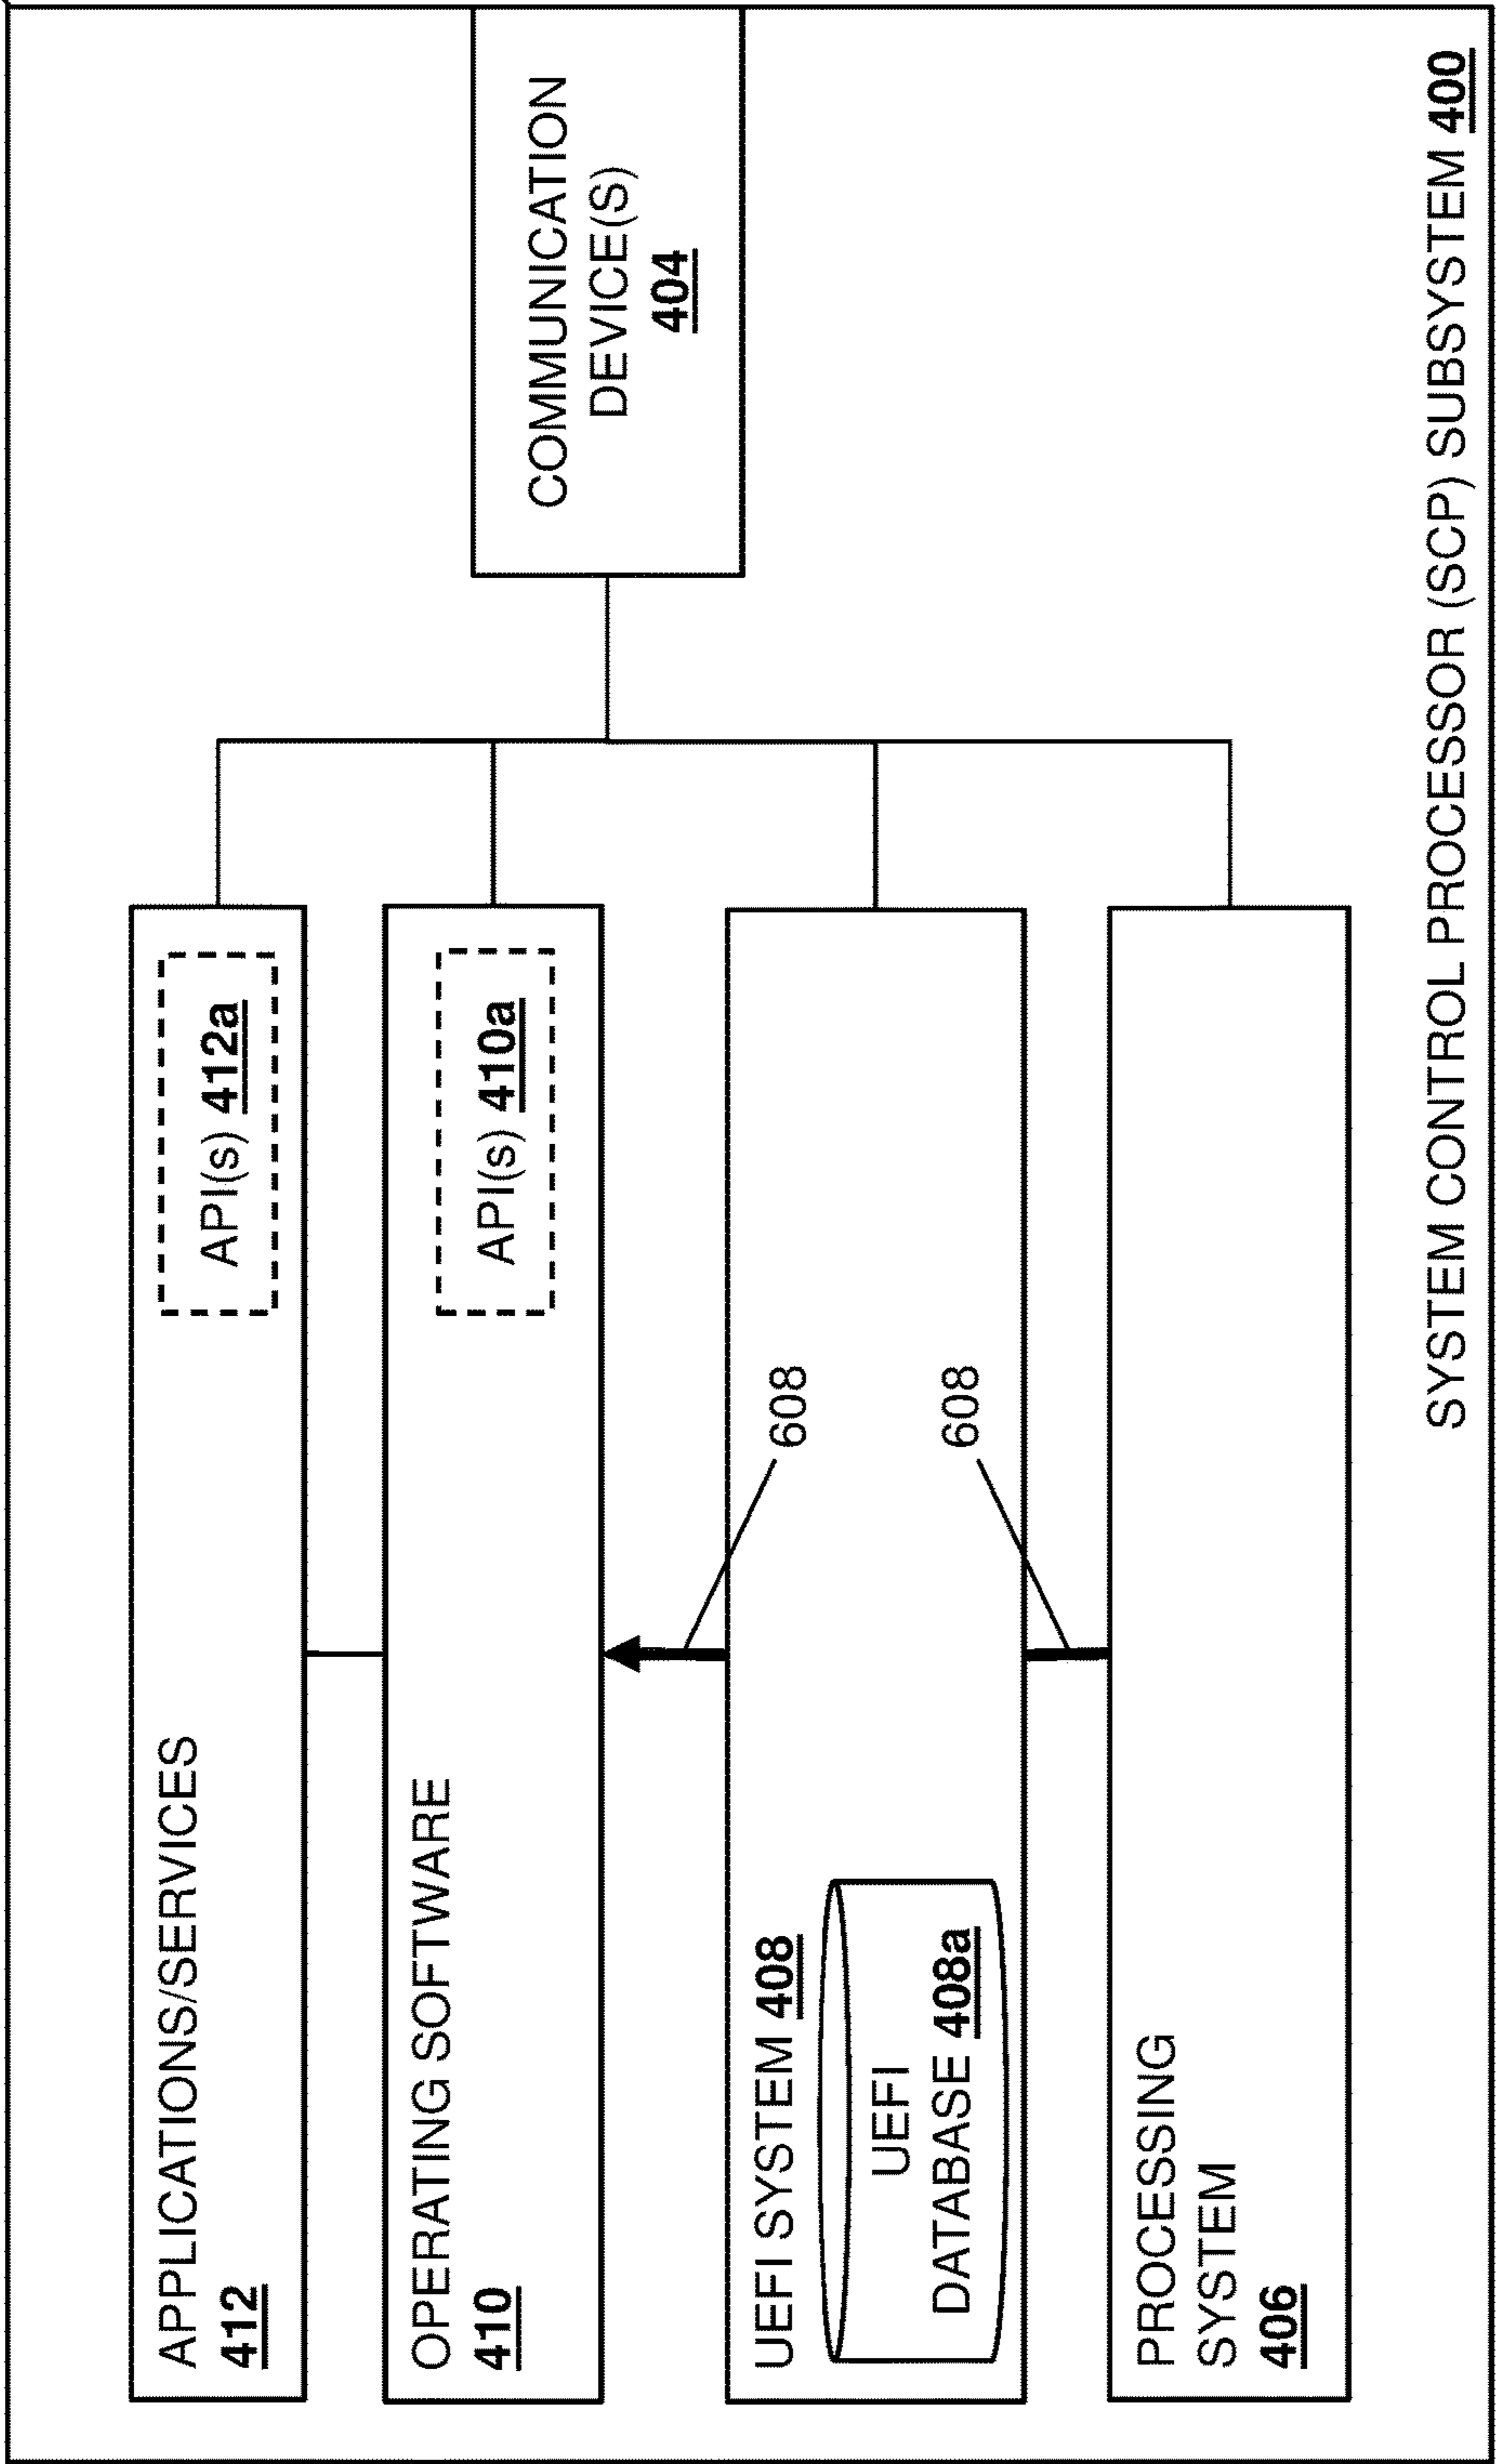 APPLICATIONS/SERVICES
412
API(s) 412a
OPERATING SOFTWARE
410
API(s) 410a
COMMUNICATION
DEVICE(S)
404
608
UEFI SYSTEM 408
UEFI
DATABASE 408a
608
PROCESSING
SYSTEM
406
SYSTEM CONTROL PROCESSOR (SCP) SUBSYSTEM 400